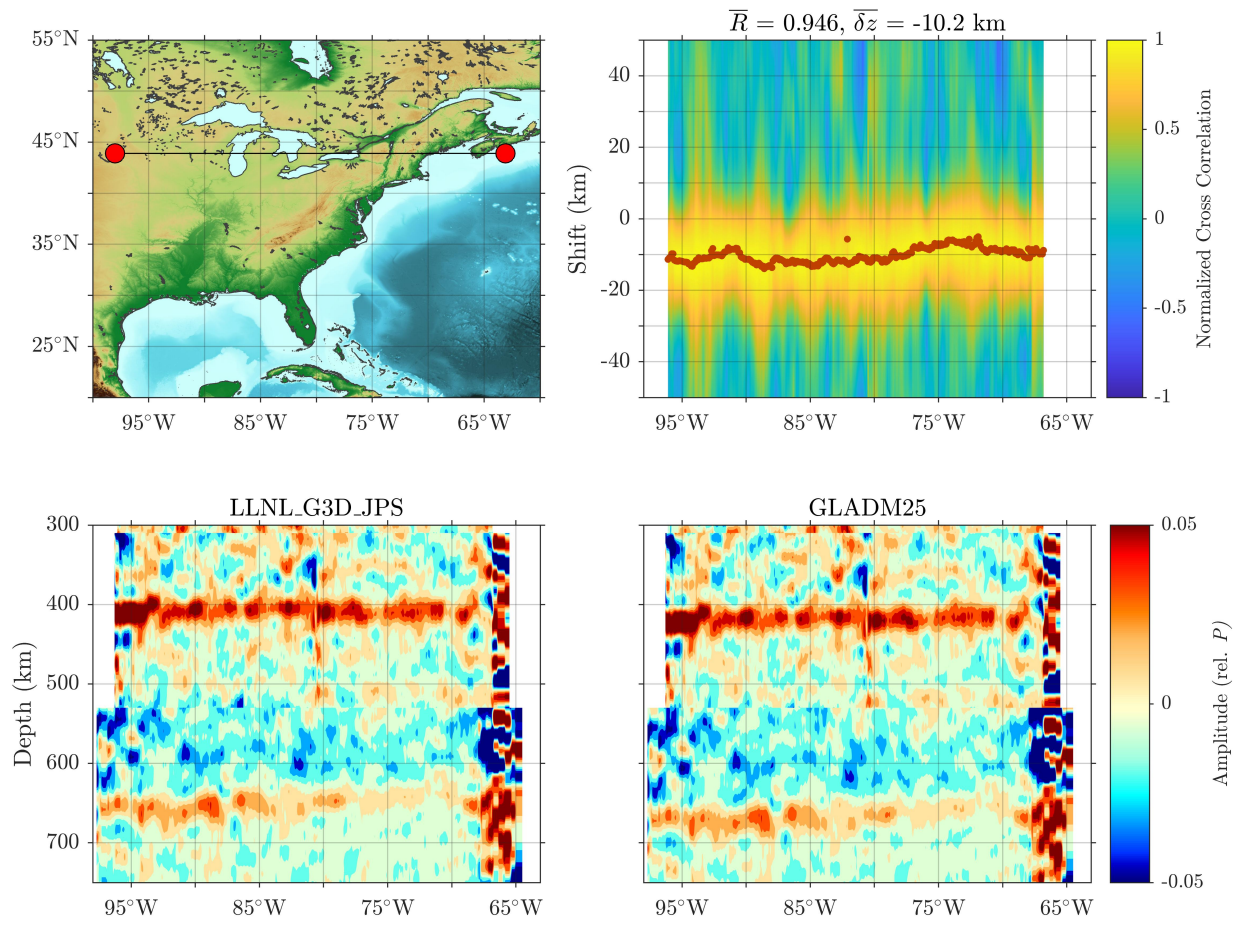 55°N
45°N
35°N
25°N
95°W 85°W 75°W 65°W
R = 0.946, δz = -10.2 km
Shift (km)
40
20
0
-20
-40
95°W 85°W 75°W 65°W
1
0.5
0
-0.5
-1
Normalized Cross Correlation
LLNL_G3D_JPS
Depth (km)
300
400
500
600
700
95°W 85°W 75°W 65°W
GLADM25
95°W 85°W 75°W 65°W
0.05
0
-0.05
Amplitude (rel. P)